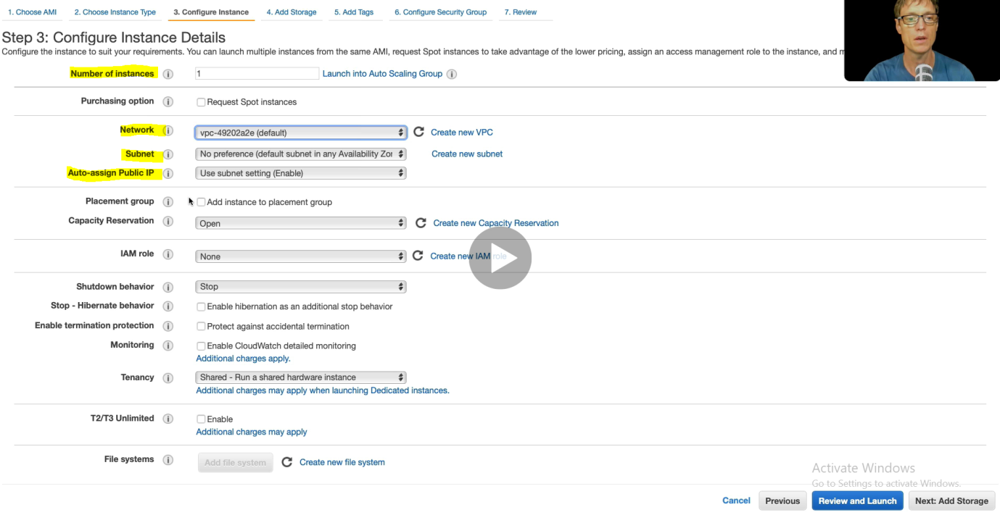 1. Choose AMI 2. Choose Instance Type 3. Configure Instance 4. Add Storage 5. Add Tags 6. Configure Security Group 7. Review
Step 3: Configure Instance Details
Configure the instance to suit your requirements. You can launch multiple instances from the same AMI, request Spot instances to take advantage of the lower pricing, assign an access management role to the instance, and
Number of instances 1 Launch into Auto Scaling Group
Purchasing option Request Spot instances
Network vpc-49202a2e (default) Create new VPC
Subnet No preference (default subnet in any Availability Create new subnet
Auto-assign Public IP Use subnet setting (Enable)
Placement group Add instance to placement group
Capacity Reservation Open Create new Capacity Reservation
IAM role None Create new IAM role
Shutdown behavior Stop
Stop - Hibernate behavior Enable hibernation as an additional stop behavior
Enable termination protection Protect against accidental termination
Monitoring Enable CloudWatch detailed monitoring
Additional charges apply.
Tenancy Shared - Run a shared hardware instance
Additional charges may apply when launching Dedicated instances.
T2/T3 Unlimited Enable
Additional charges may apply
File systems Add file system Create new file system
Activate Windows
Go to Settings to activate Windows.
Cancel Previous Review and Launch Next: Add Storage